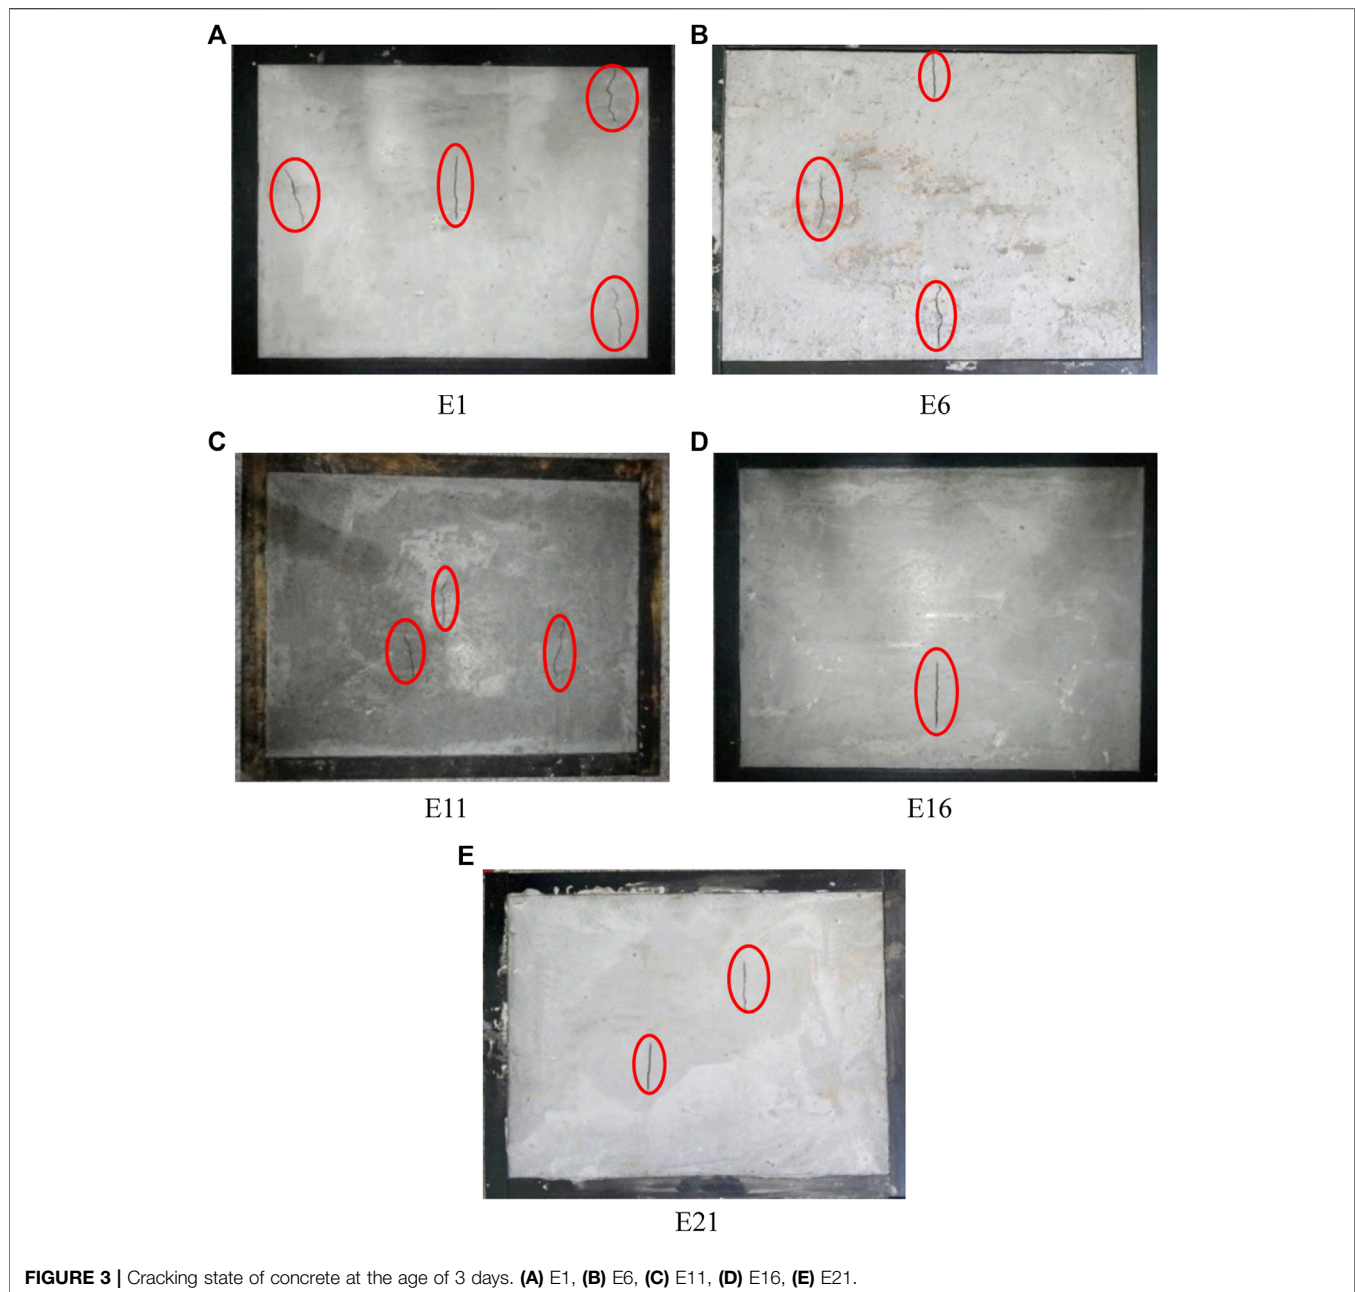 A
B
E1
E6
C
D
E11
E16
E
E21
FIGURE 3 | Cracking state of concrete at the age of 3 days. (A) E1, (B) E6, (C) E11, (D) E16, (E) E21.